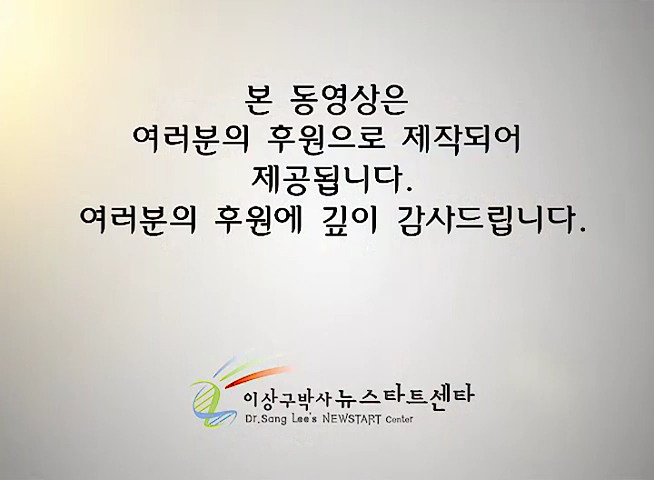 본 동영상은
여러분의 후원으로 제작되어
제공됩니다.
여러분의 후원에 깊이 감사드립니다.
이상구박사 뉴스타트센타
Dr.Sang Lee's NEWSTART Center